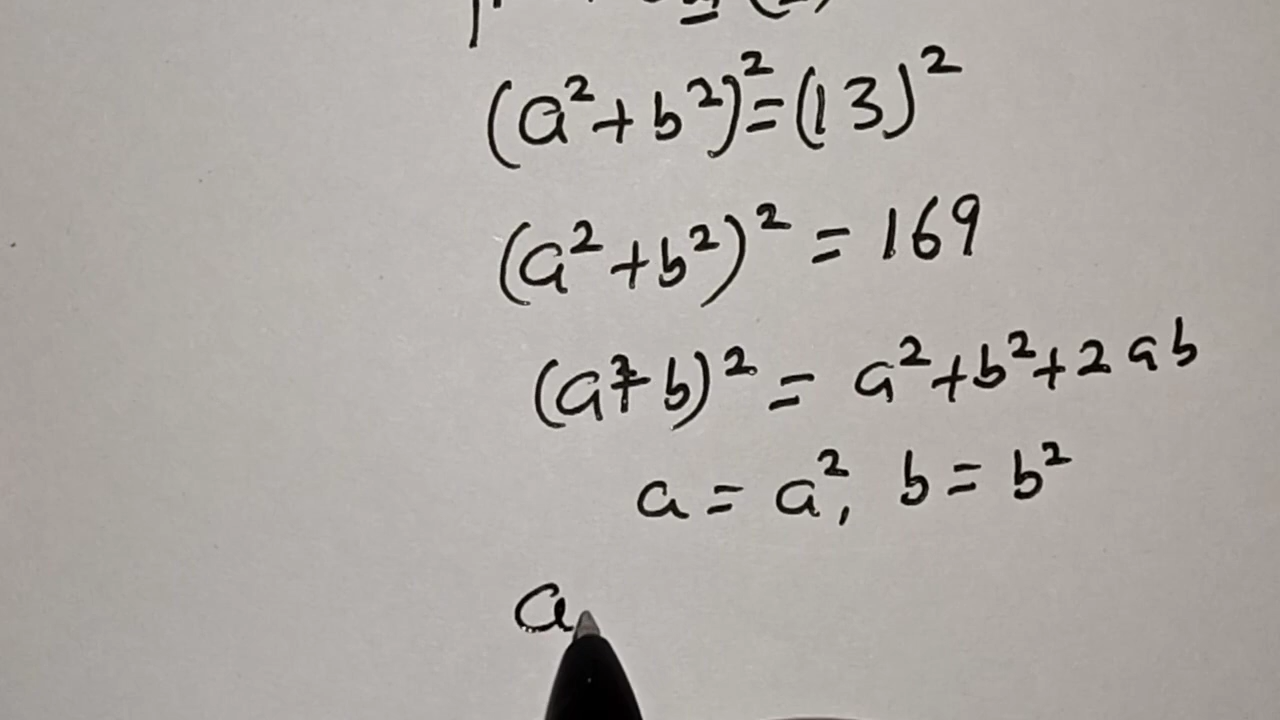 (a²+b²)²=(13)²
(a²+b²)² = 169
(a+b)² = a²+b²+2ab
a = a², b = b²
a